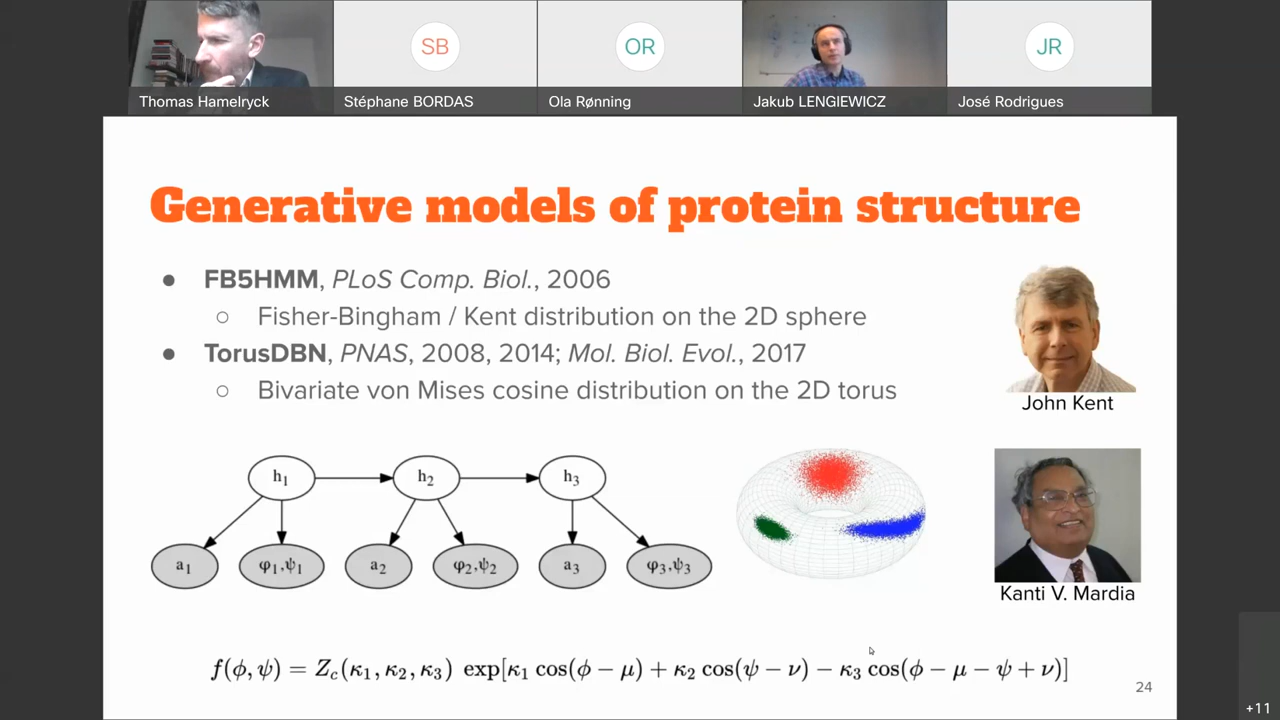 SB
OR
JR
Thomas Hamelryck
Stéphane BORDAS
Ola Rønning
Jakub LENGIEWICZ
José Rodrigues
Generative models of protein structure
● FB5HMM, PLoS Comp. Biol., 2006
○ Fisher-Bingham / Kent distribution on the 2D sphere
● TorusDBN, PNAS, 2008, 2014; Mol. Biol. Evol., 2017
○ Bivariate von Mises cosine distribution on the 2D torus
John Kent
h₁ h₂ h₃
a₁ φ₁,ψ₁ a₂ φ₂,ψ₂ a₃ φ₃,ψ₃
Kanti V. Mardia
f(ϕ, ψ) = Z_c(κ₁, κ₂, κ₃) exp[κ₁ cos(ϕ − μ) + κ₂ cos(ψ − ν) − κ₃ cos(ϕ − μ − ψ + ν)]
24
+11